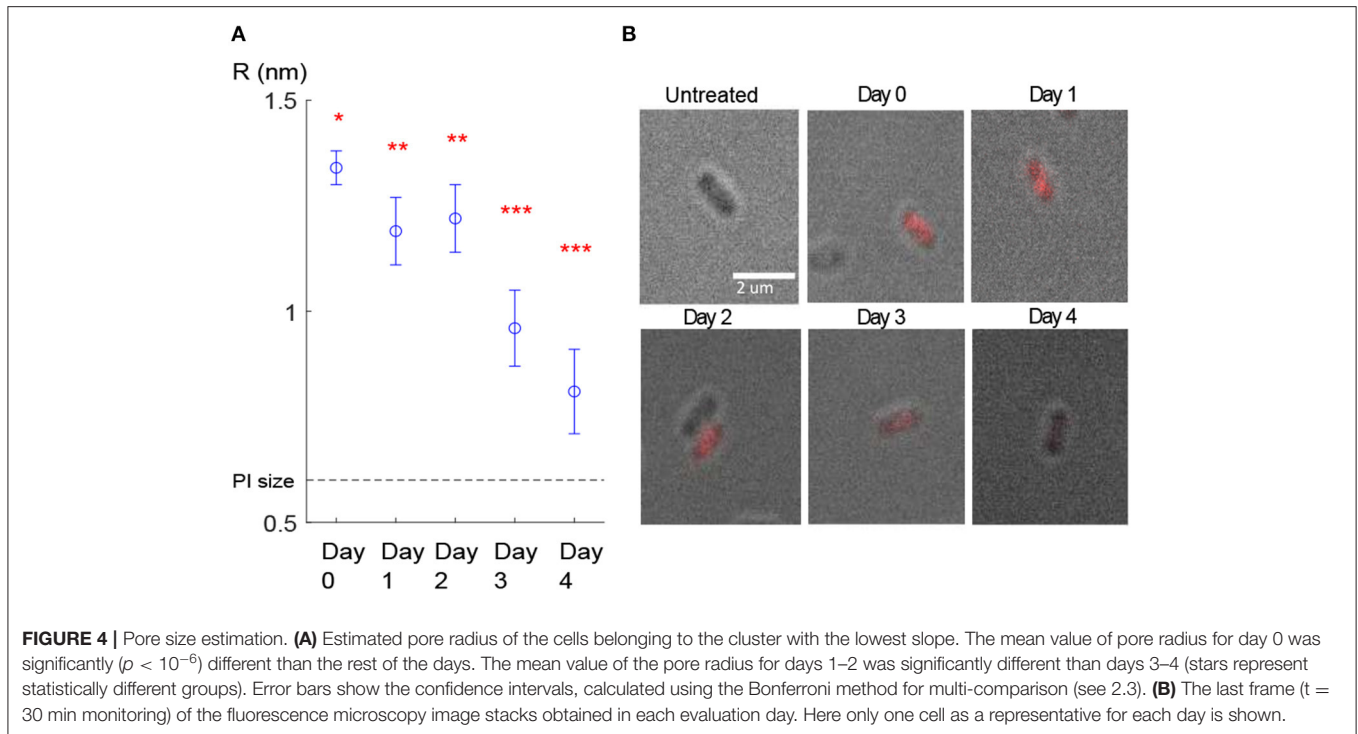 A
R (nm)
1.5
*
**
**
***
***
1
PI size
0.5
Day Day Day Day Day
0 1 2 3 4
B
Untreated Day 0 Day 1
2 um
Day 2 Day 3 Day 4
FIGURE 4 | Pore size estimation. (A) Estimated pore radius of the cells belonging to the cluster with the lowest slope. The mean value of pore radius for day 0 was
significantly (p < 10⁻⁶) different than the rest of the days. The mean value of the pore radius for days 1–2 was significantly different than days 3–4 (stars represent
statistically different groups). Error bars show the confidence intervals, calculated using the Bonferroni method for multi-comparison (see 2.3). (B) The last frame (t =
30 min monitoring) of the fluorescence microscopy image stacks obtained in each evaluation day. Here only one cell as a representative for each day is shown.